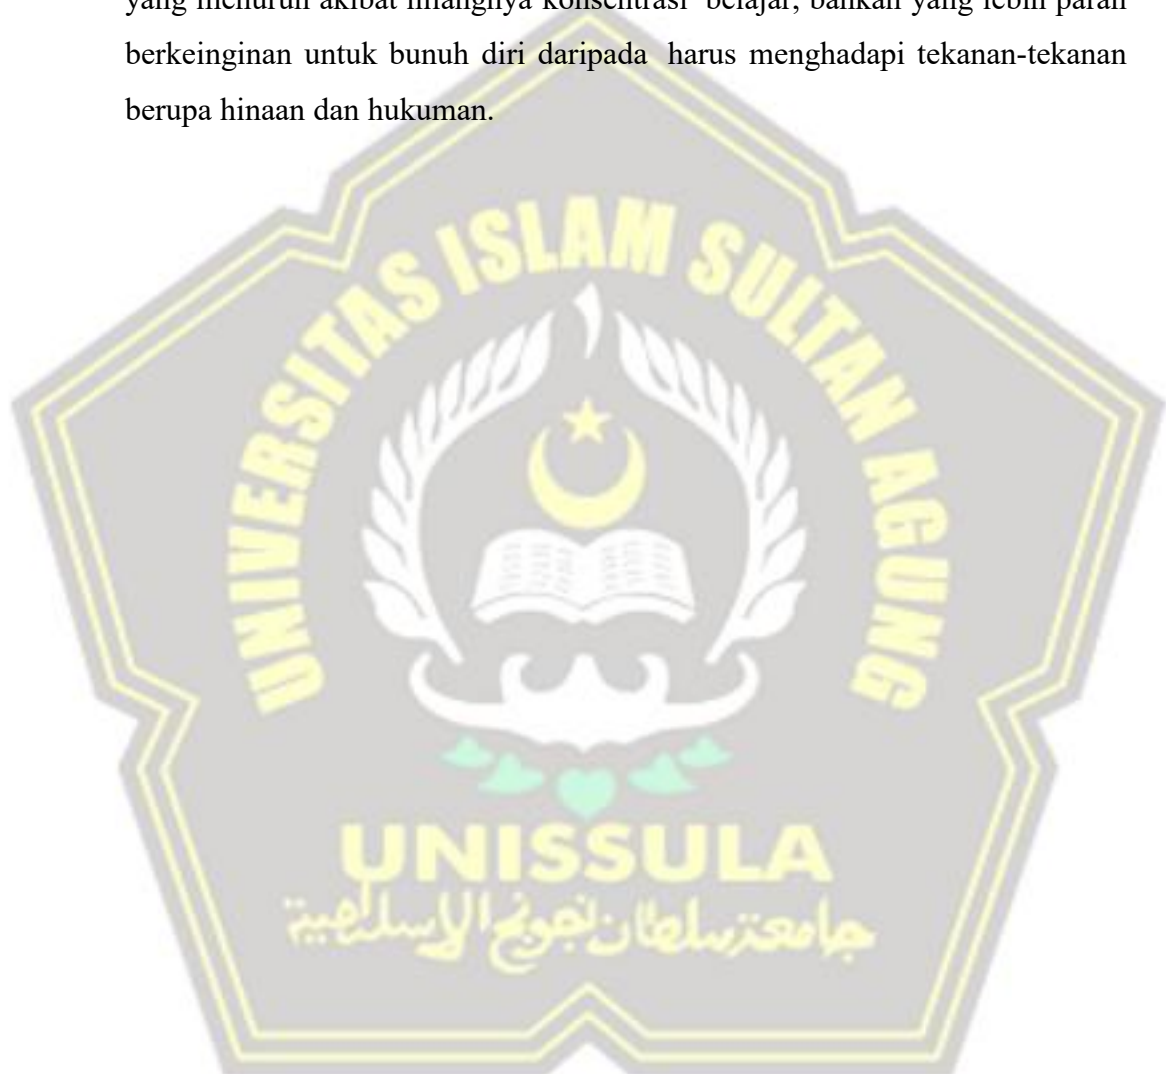 yang menurun akibat hilangnya konsentrasi belajar, bahkan yang lebih parah
berkeinginan untuk bunuh diri daripada harus menghadapi tekanan-tekanan
berupa hinaan dan hukuman.
UNIVERSITAS ISLAM SULTAN AGUNG
UNISSULA
جامعة سلطان أجونج الإسلامية